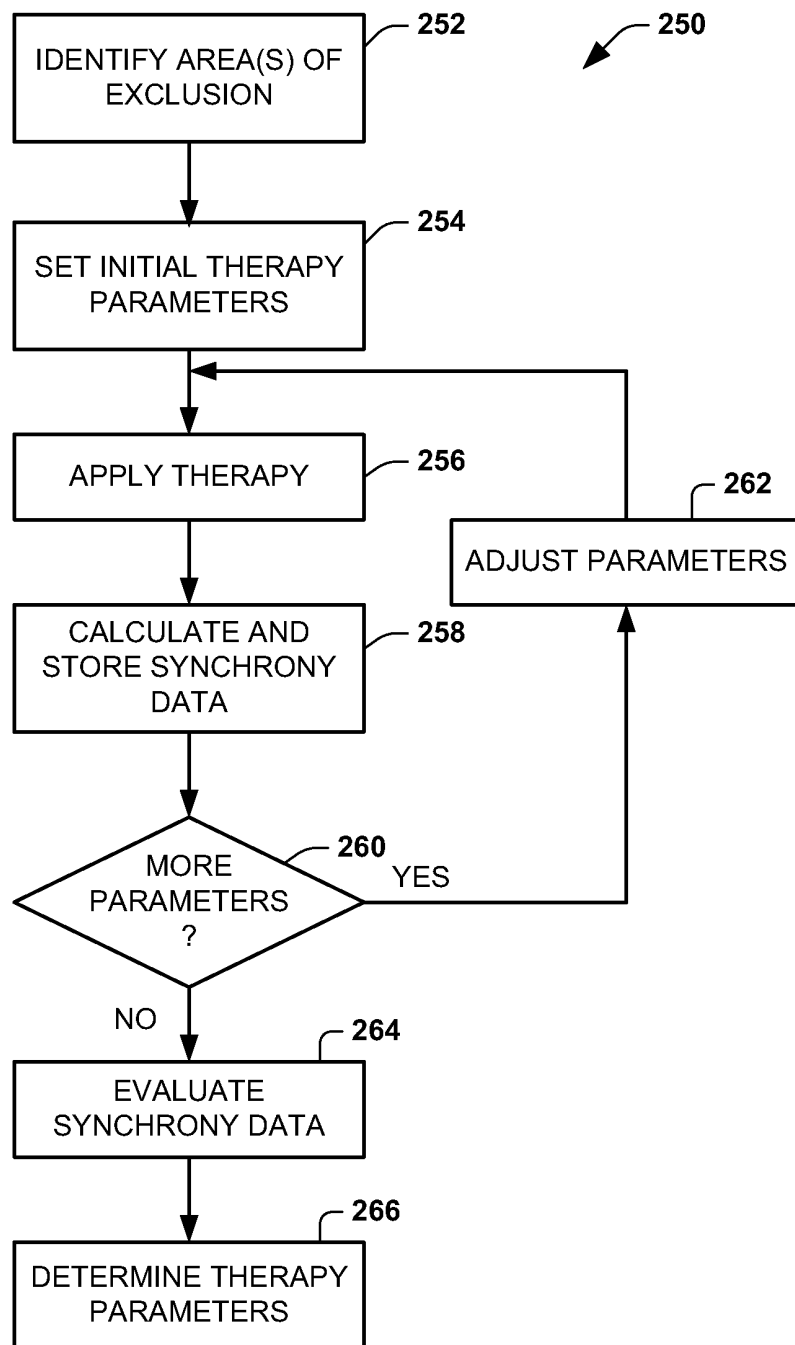 IDENTIFY AREA(S) OF
EXCLUSION
252
250
SET INITIAL THERAPY
PARAMETERS
254
APPLY THERAPY
256
ADJUST PARAMETERS
262
CALCULATE AND
STORE SYNCHRONY
DATA
258
MORE
PARAMETERS
?
260
YES
NO
EVALUATE
SYNCHRONY DATA
264
DETERMINE THERAPY
PARAMETERS
266